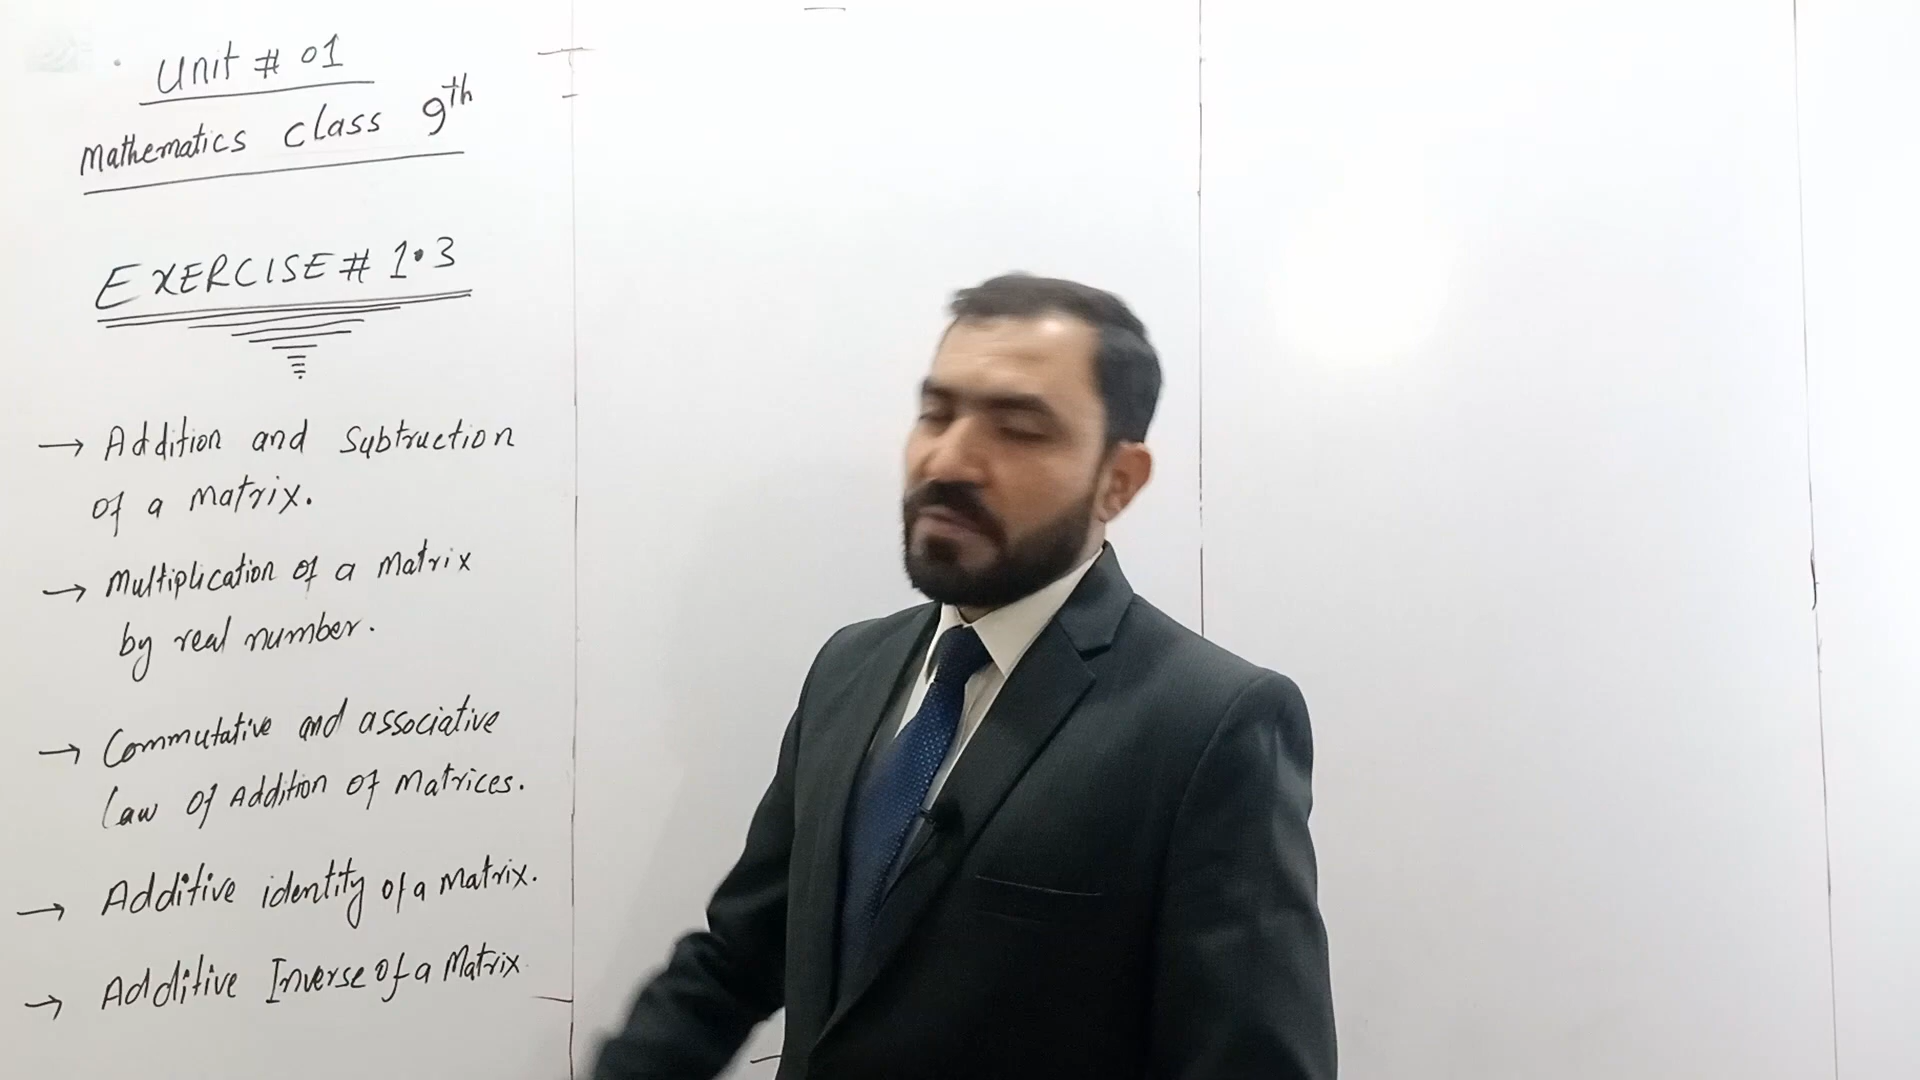 Unit # 01
Mathematics class 9th
EXERCISE # 1.3
→ Addition and Subtruction
of a matrix.
→ Multiplication of a matrix
by real number.
→ Commutative and associative
law of Addition of Matrices.
→ Additive identity of a matrix.
→ Additive Inverse of a Matrix